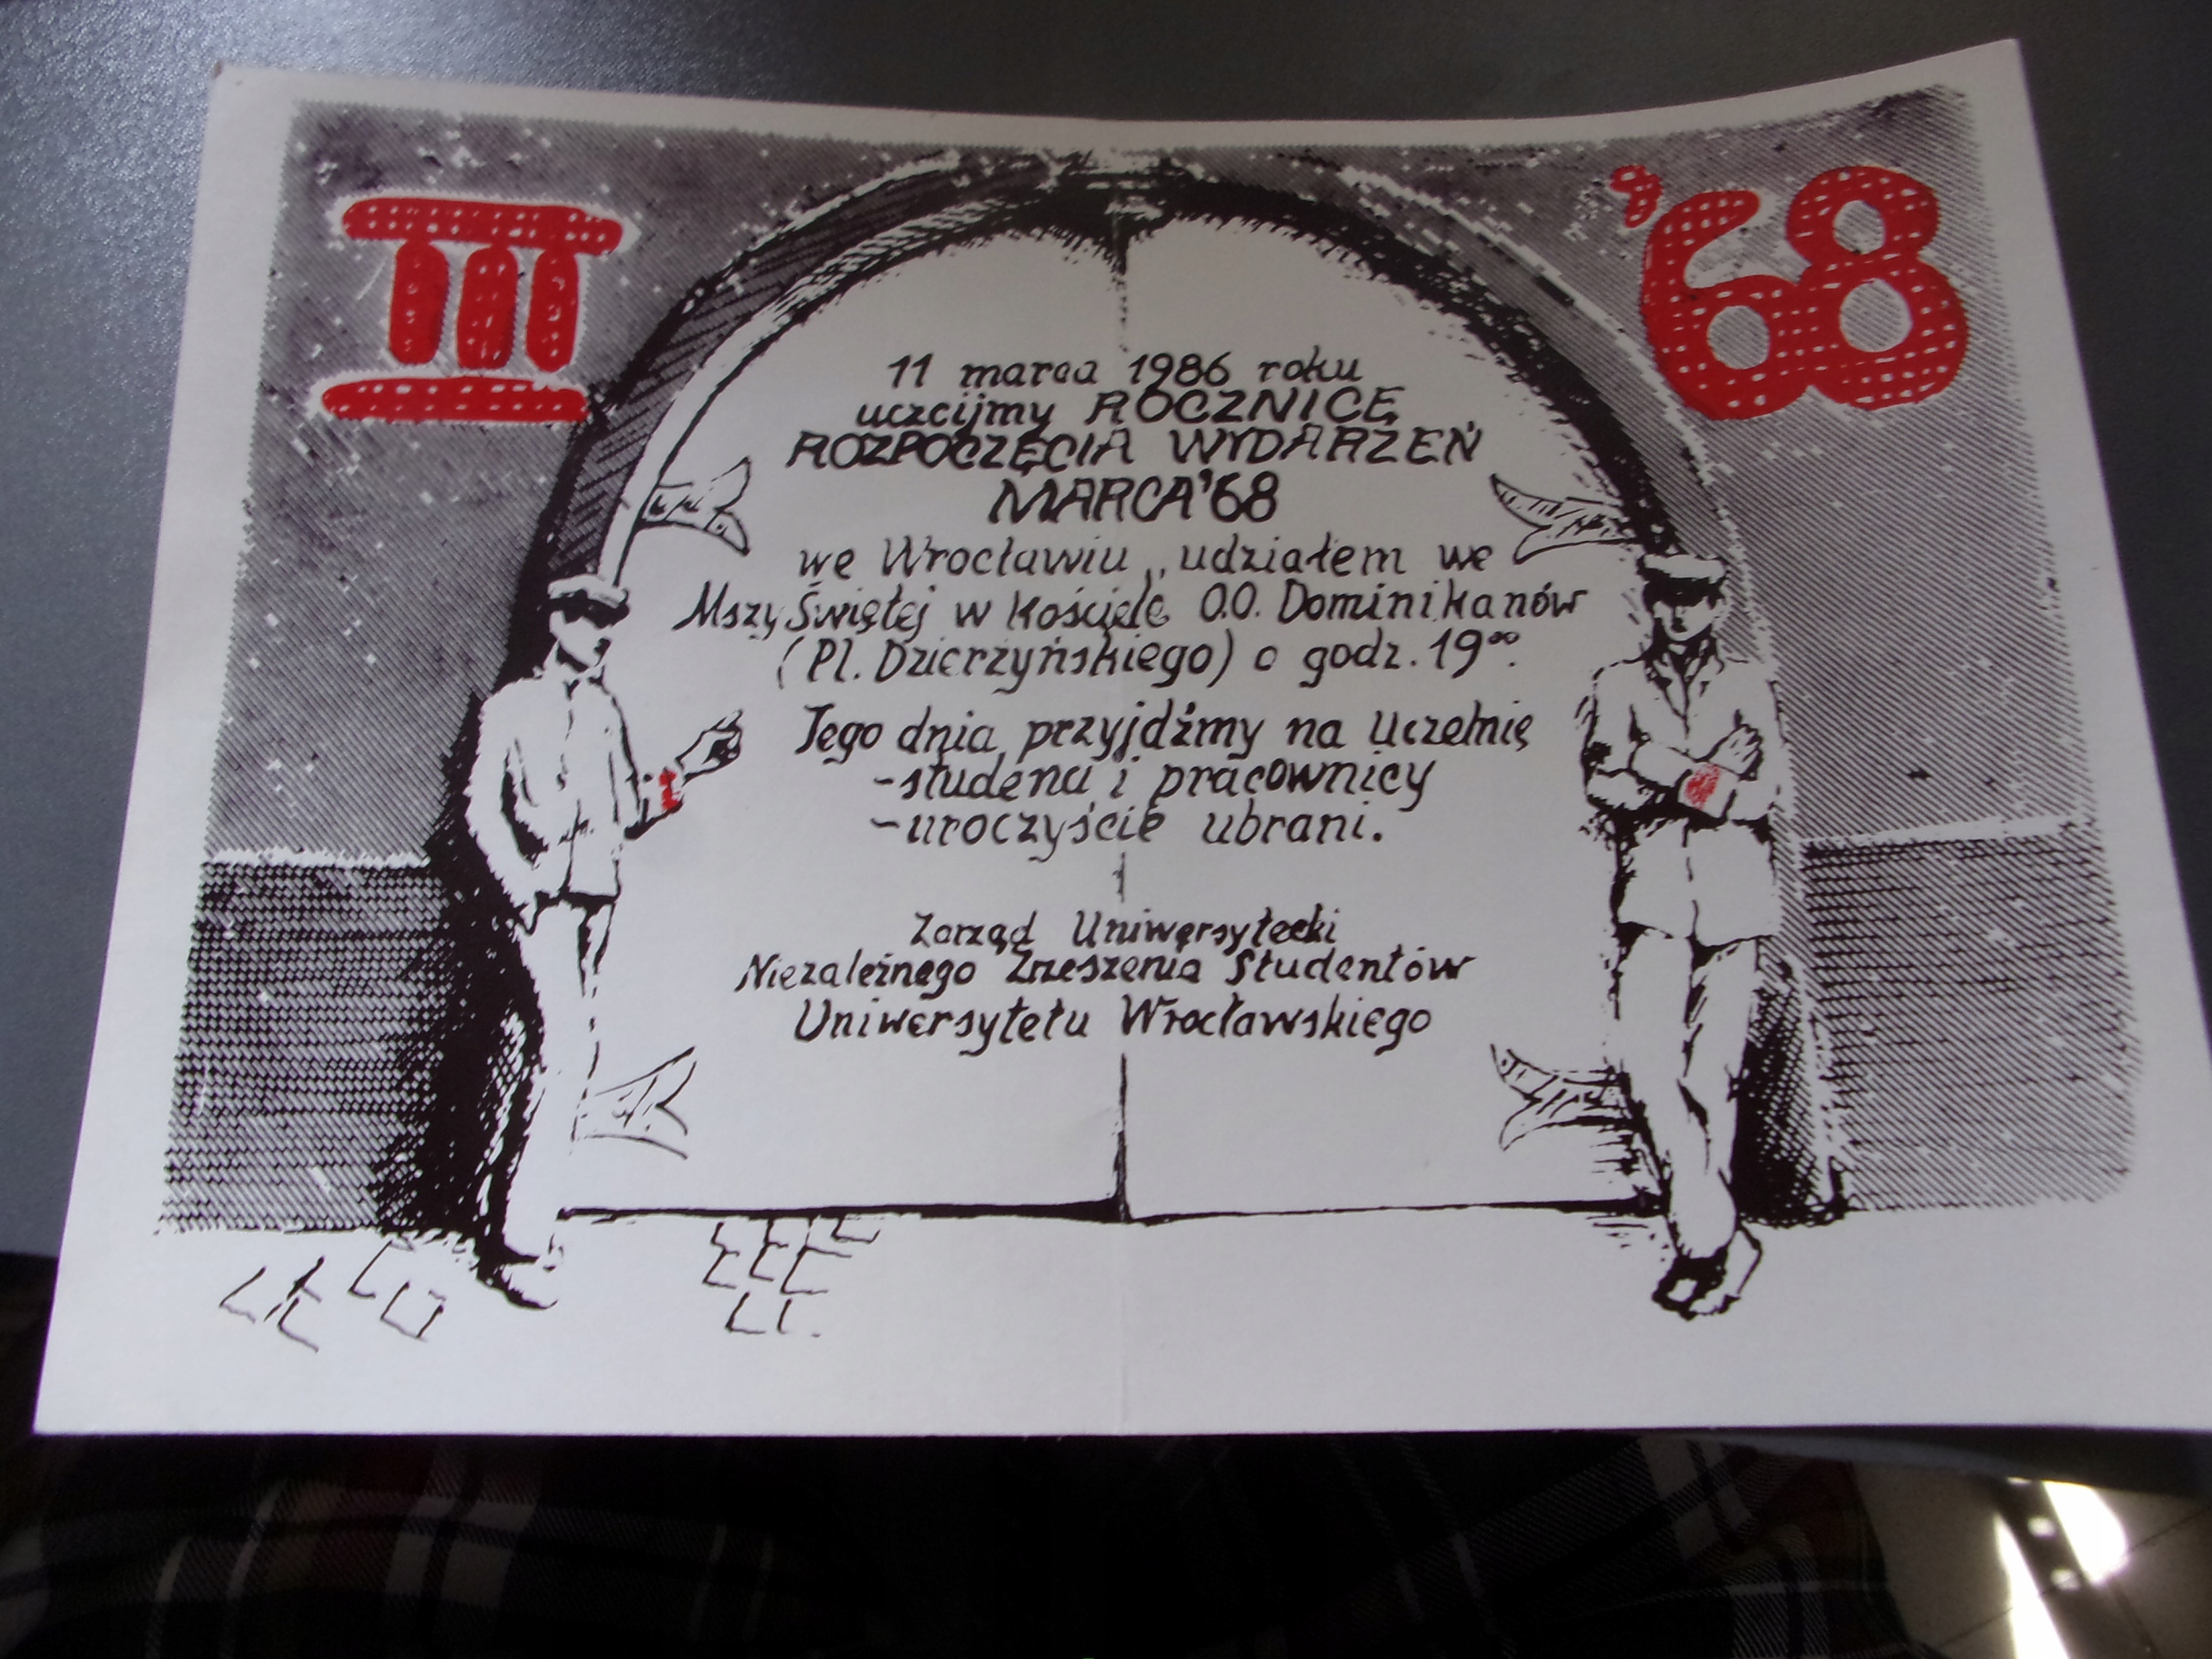 III
'68
11 marca 1986 roku
uczcijmy ROCZNICĘ
ROZPOCZĘCIA WYDARZEŃ
MARCA'68
we Wrocławiu, udziałem we
Mszy Świętej w kościele O.O. Dominikanów
(Pl. Dzierżyńskiego) o godz. 19⁰⁰.
Tego dnia przyjdźmy na uczelnię
-studenci i pracownicy
-uroczyście ubrani.
Zarząd Uniwersytecki
Niezależnego Zrzeszenia Studentów
Uniwersytetu Wrocławskiego